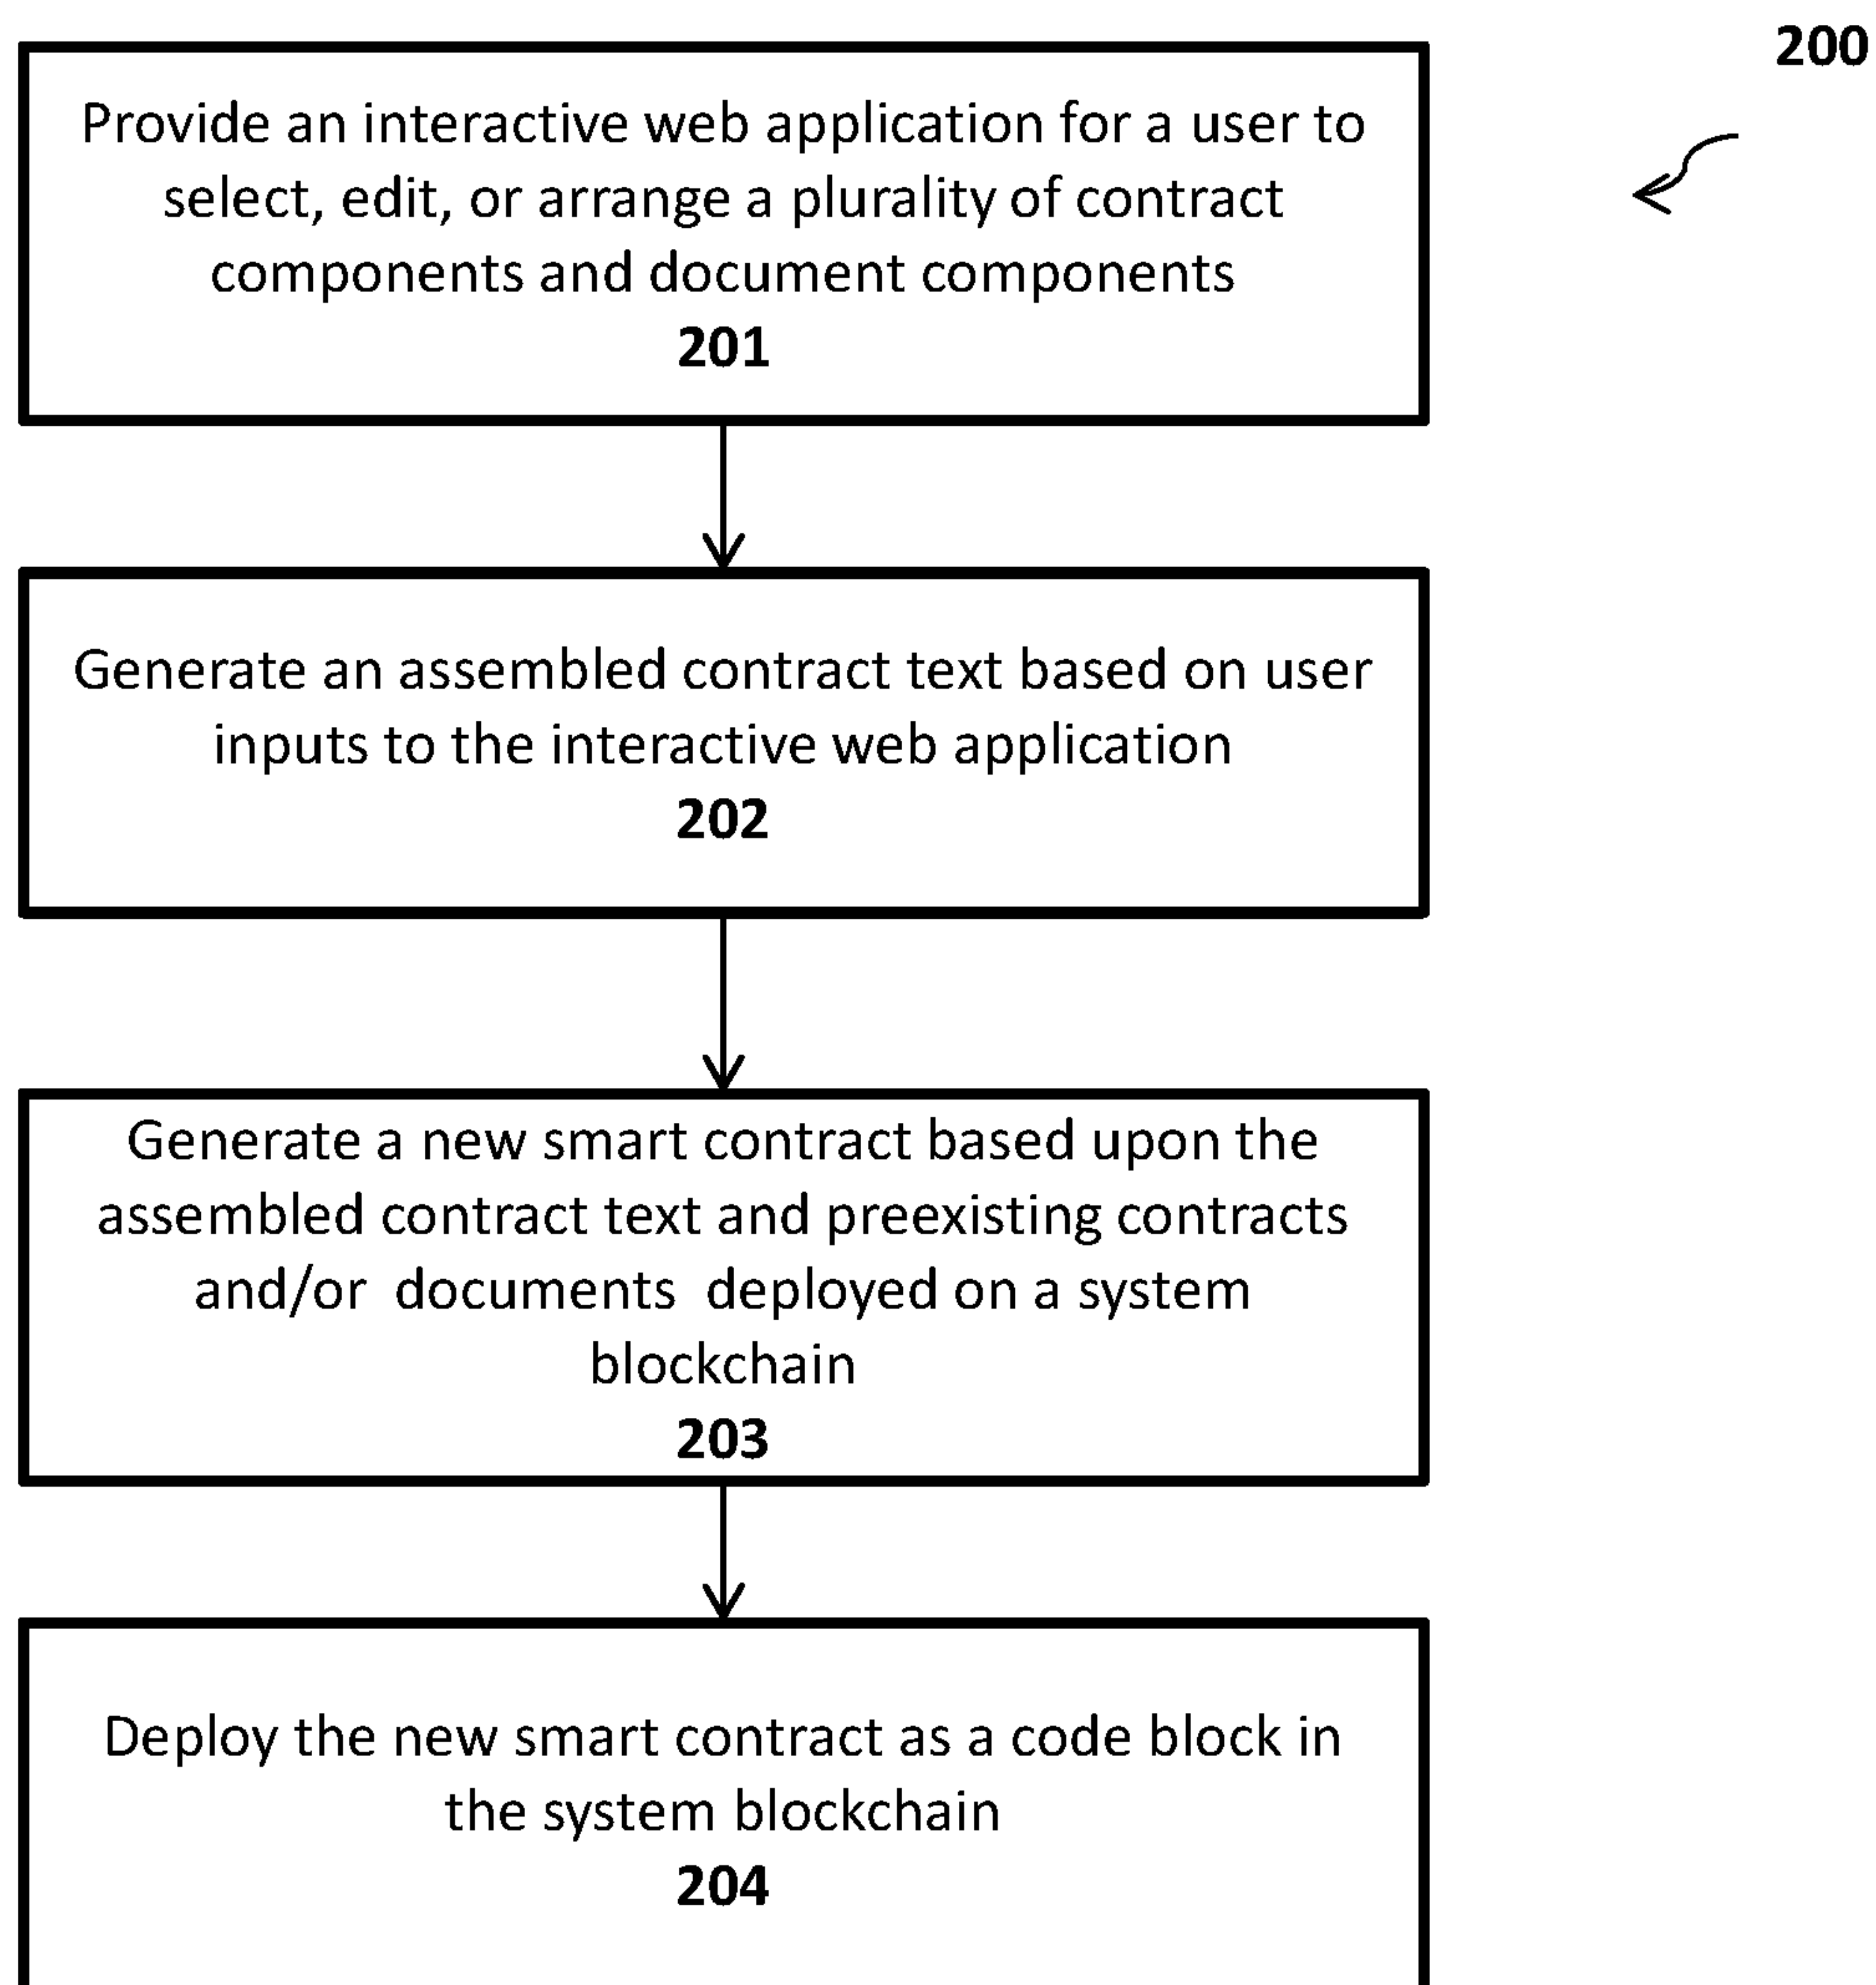 200
Provide an interactive web application for a user to
select, edit, or arrange a plurality of contract
components and document components
201
Generate an assembled contract text based on user
inputs to the interactive web application
202
Generate a new smart contract based upon the
assembled contract text and preexisting contracts
and/or documents deployed on a system
blockchain
203
Deploy the new smart contract as a code block in
the system blockchain
204